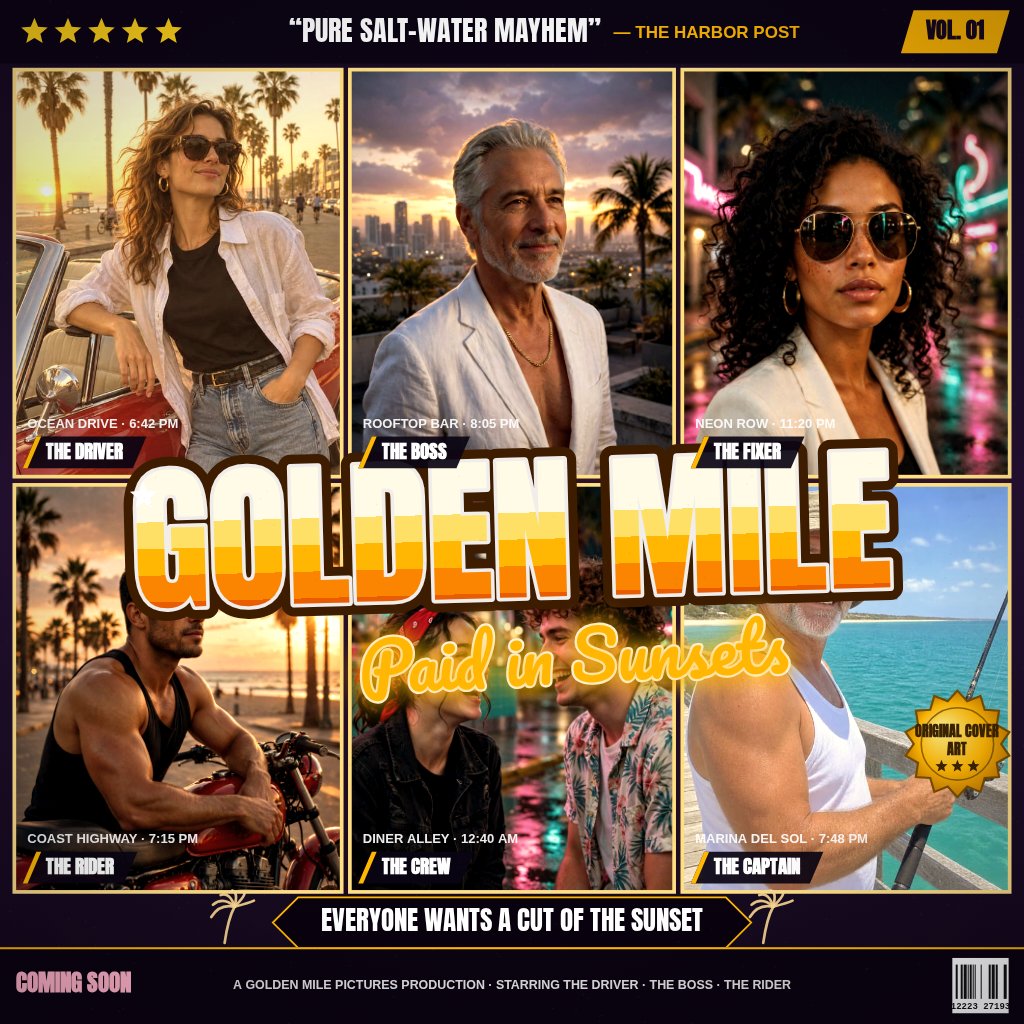 “PURE SALT-WATER MAYHEM” — THE HARBOR POST
VOL. 01
OCEAN DRIVE · 6:42 PM
THE DRIVER
ROOFTOP BAR · 8:05 PM
THE BOSS
NEON ROW · 11:20 PM
THE FIXER
GOLDEN MILE
Paid in Sunsets
ORIGINAL COVER
ART
COAST HIGHWAY · 7:15 PM
THE RIDER
DINER ALLEY · 12:40 AM
THE CREW
MARINA DEL SOL · 7:48 PM
THE CAPTAIN
EVERYONE WANTS A CUT OF THE SUNSET
COMING SOON
A GOLDEN MILE PICTURES PRODUCTION · STARRING THE DRIVER · THE BOSS · THE RIDER
12223 27193